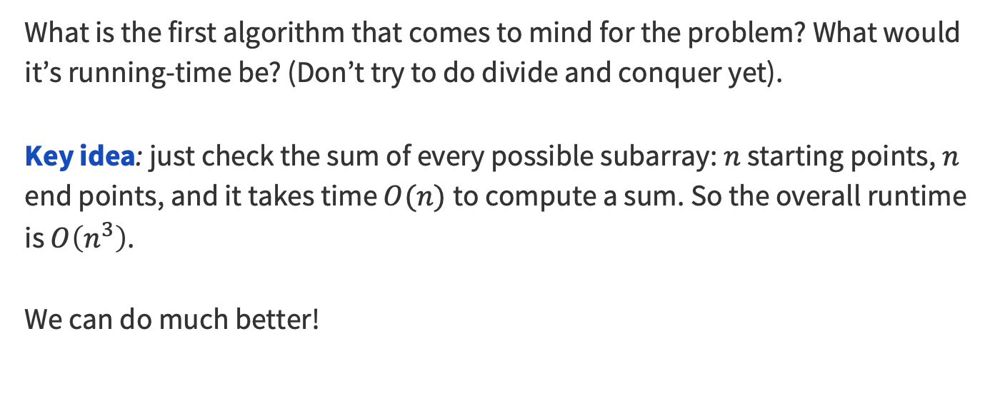 What is the first algorithm that comes to mind for the problem? What would
it’s running-time be? (Don’t try to do divide and conquer yet).
Key idea: just check the sum of every possible subarray: n starting points, n
end points, and it takes time O(n) to compute a sum. So the overall runtime
is O(n³).
We can do much better!